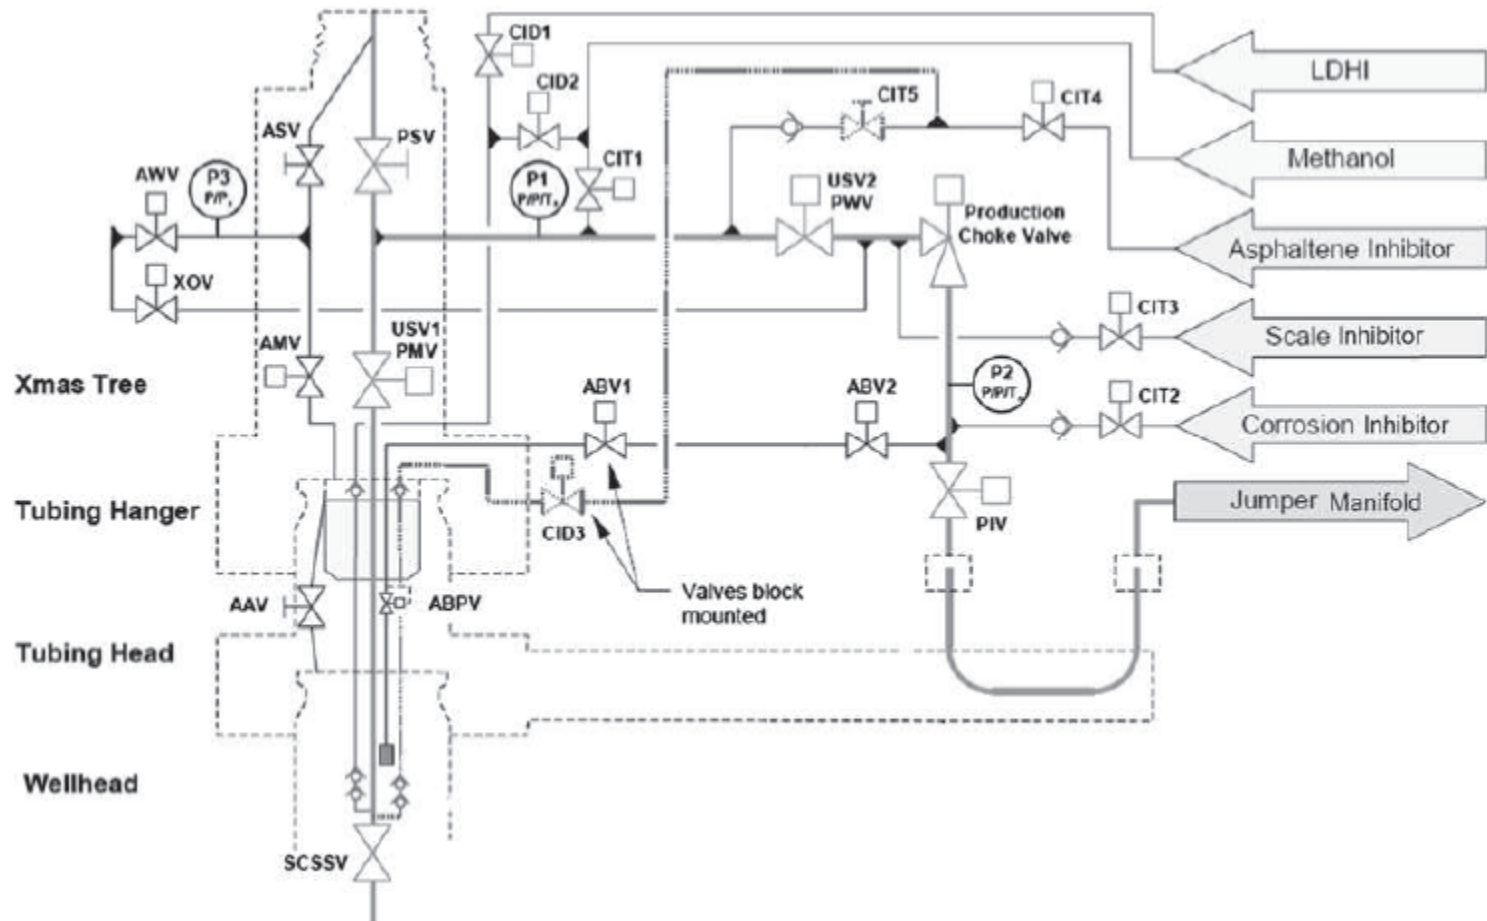 CID1
LDHI
CID2
CIT5
CIT4
ASV
PSV
Methanol
AWV
P3
P/P,
CIT1
P1
P/P/T,
USV2
PWV
Production
Choke Valve
Asphaltene Inhibitor
XOV
CIT3
Scale Inhibitor
USV1
PMV
AMV
Xmas Tree
ABV1
ABV2
P2
P/P/T,
CIT2
Corrosion Inhibitor
Tubing Hanger
CID3
PIV
Jumper Manifold
AAV
ABPV
Valves block
mounted
Tubing Head
Wellhead
SCSSV